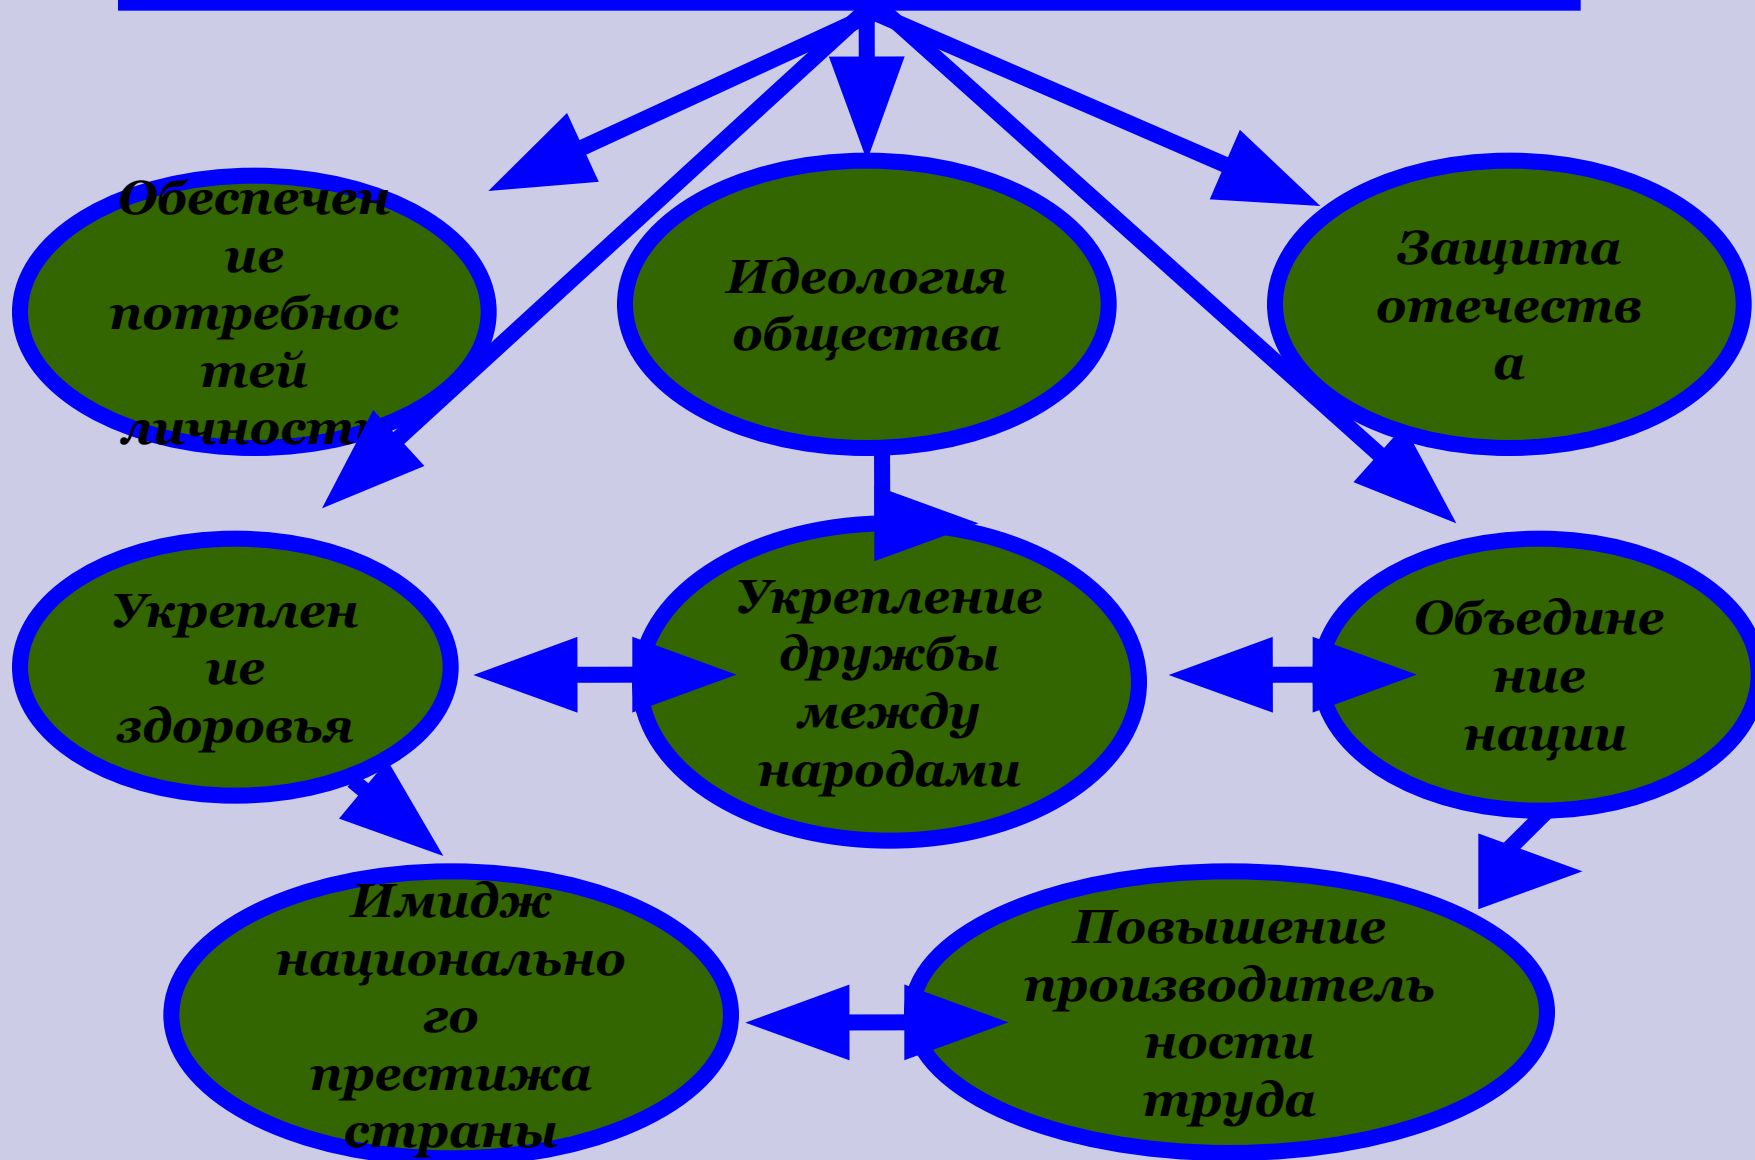 Обеспечен
ие
потребнос
тей
личности
Идеология
общества
Защита
отечеств
а
Укреплен
ие
здоровья
Укрепление
дружбы
между
народами
Объедине
ние
нации
Имидж
национально
го
престижа
страны
Повышение
производитель
ности
труда